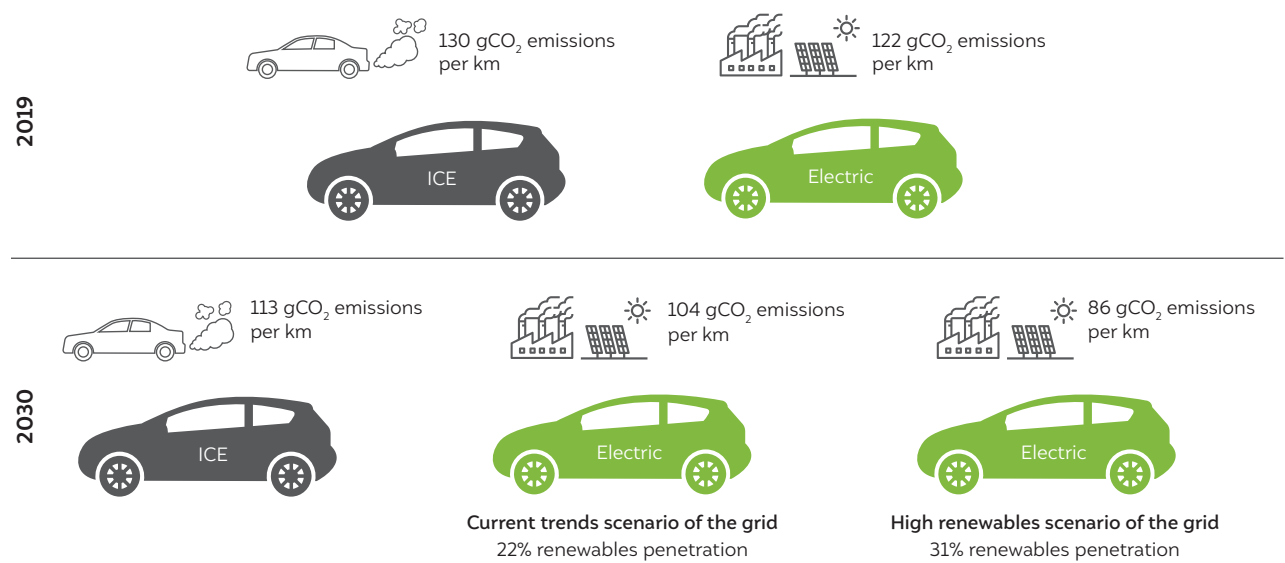 2019
130 gCO₂ emissions
per km
122 gCO₂ emissions
per km
ICE
Electric
2030
113 gCO₂ emissions
per km
104 gCO₂ emissions
per km
86 gCO₂ emissions
per km
ICE
Electric
Electric
Current trends scenario of the grid
22% renewables penetration
High renewables scenario of the grid
31% renewables penetration